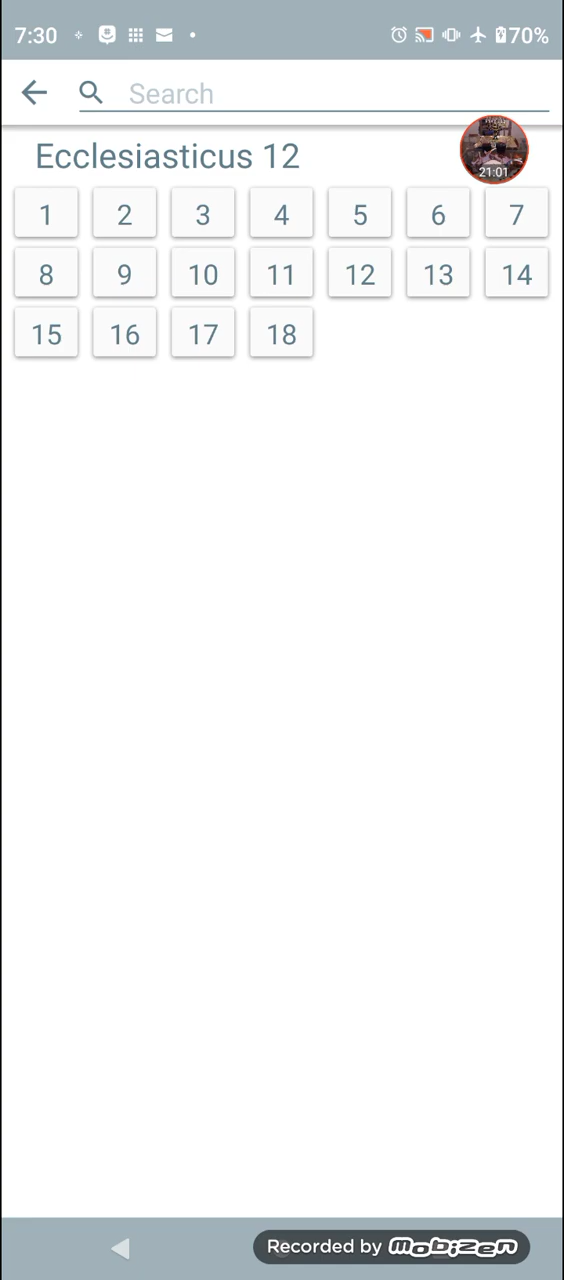 7:30 70%
Search
Ecclesiasticus 12
21:01
1 2 3 4 5 6 7
8 9 10 11 12 13 14
15 16 17 18
Recorded by mobizen